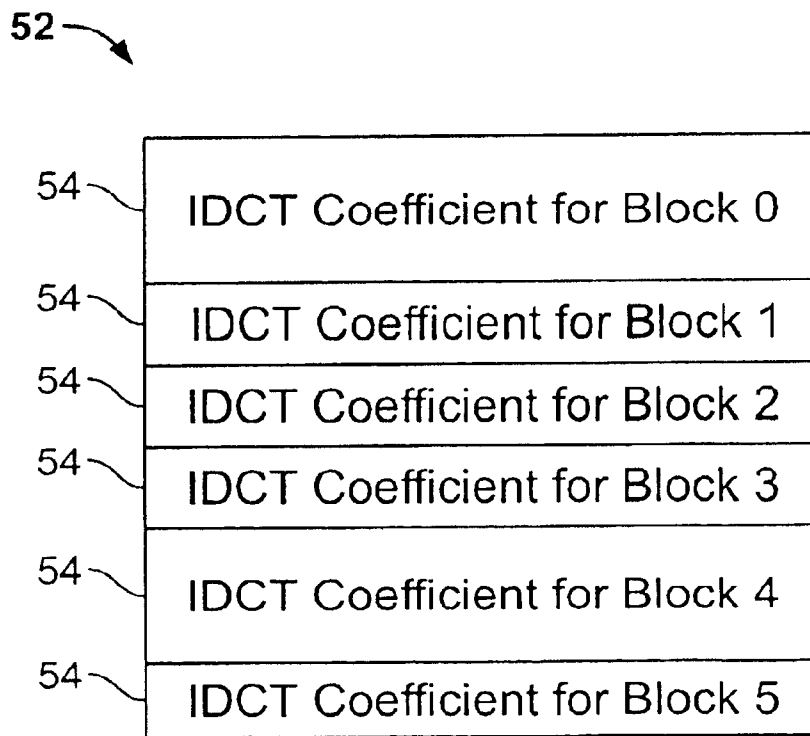 52
54 IDCT Coefficient for Block 0
54 IDCT Coefficient for Block 1
54 IDCT Coefficient for Block 2
54 IDCT Coefficient for Block 3
54 IDCT Coefficient for Block 4
54 IDCT Coefficient for Block 5